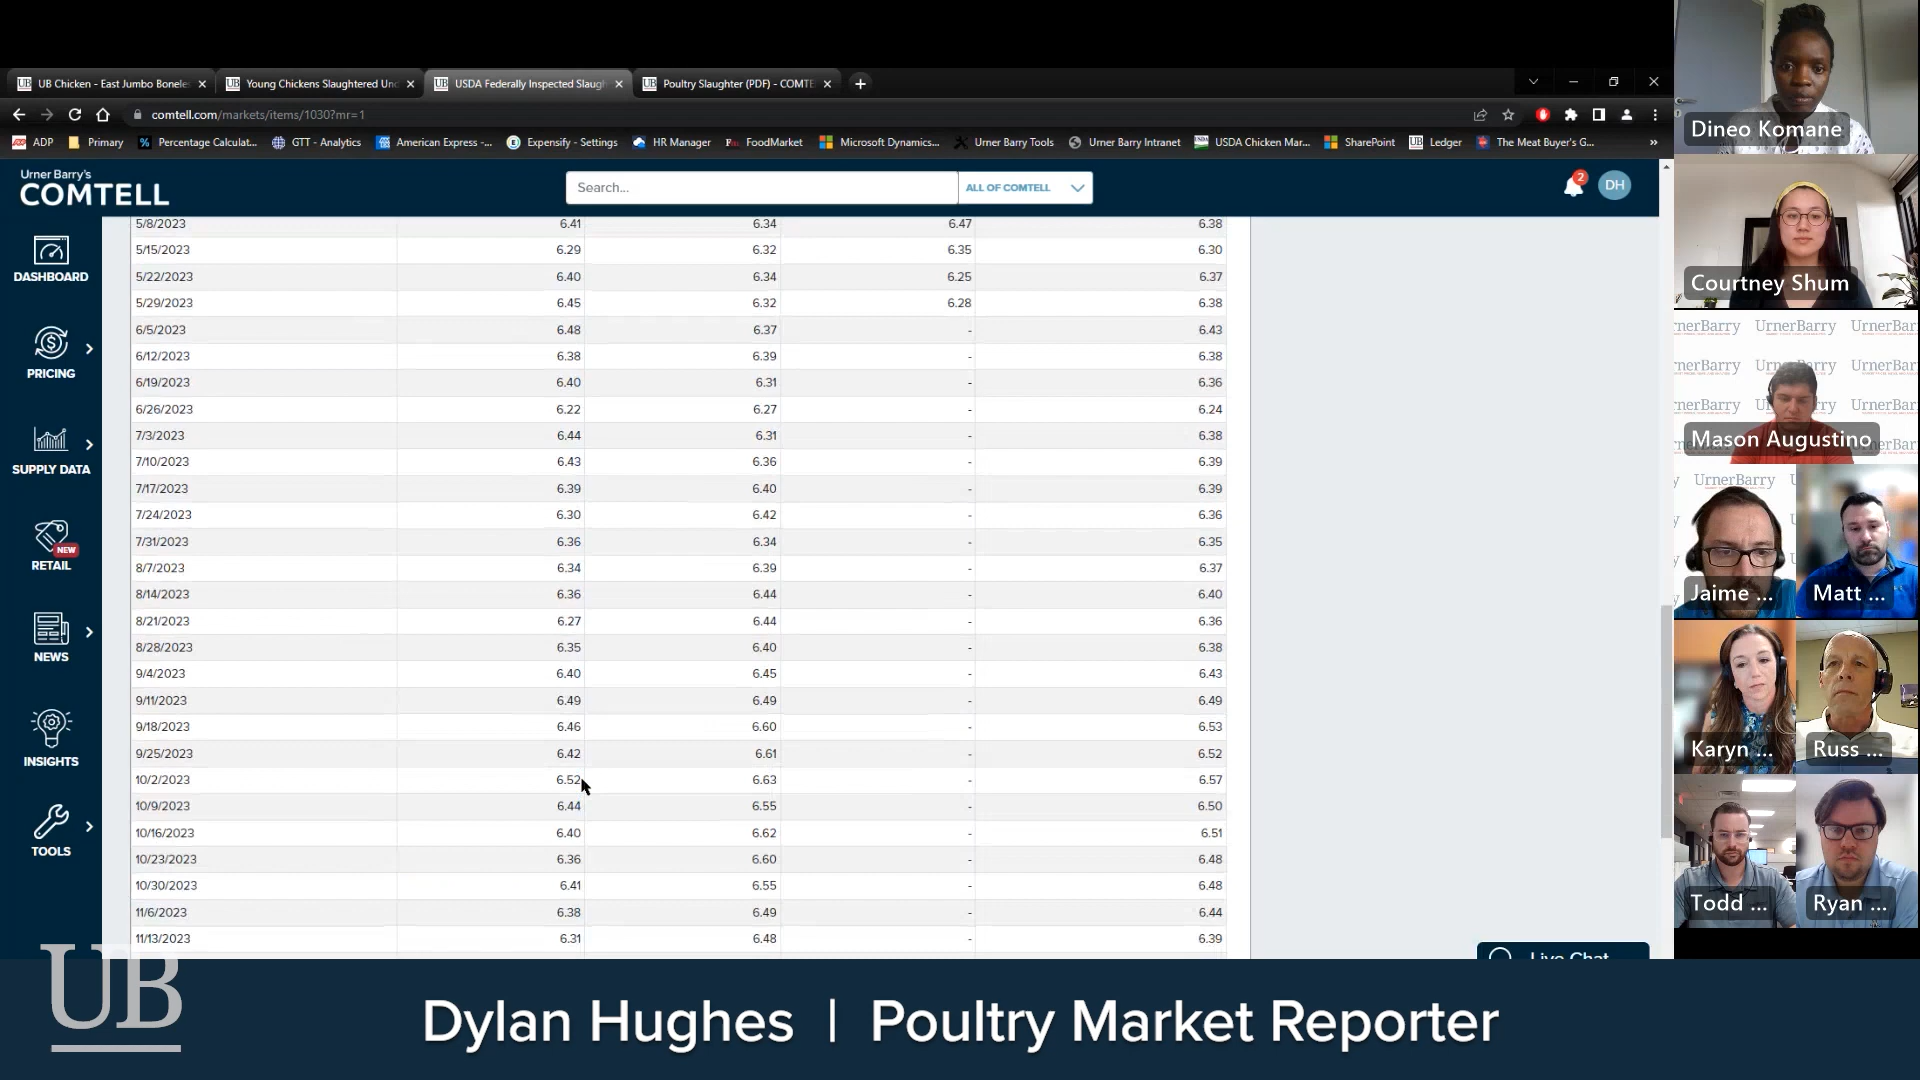 UB Chicken - East Jumbo Boneles
Young Chickens Slaughtered Und
USDA Federally Inspected Slaugh
Poultry Slaughter (PDF) - COMTE
comtell.com/markets/items/1030?mr=1
ADP Primary Percentage Calculat... GTT - Analytics American Express -... Expensify - Settings HR Manager FoodMarket Microsoft Dynamics... Urner Barry Tools Urner Barry Intranet USDA Chicken Mar... SharePoint Ledger The Meat Buyer's G... »
Urner Barry's
COMTELL
Search...
ALL OF COMTELL
2
DH
DASHBOARD
PRICING
SUPPLY DATA
NEW
RETAIL
NEWS
INSIGHTS
TOOLS
5/8/2023 6.41 6.34 6.47 6.38
5/15/2023 6.29 6.32 6.35 6.30
5/22/2023 6.40 6.34 6.25 6.37
5/29/2023 6.45 6.32 6.28 6.38
6/5/2023 6.48 6.37 - 6.43
6/12/2023 6.38 6.39 - 6.38
6/19/2023 6.40 6.31 - 6.36
6/26/2023 6.22 6.27 - 6.24
7/3/2023 6.44 6.31 - 6.38
7/10/2023 6.43 6.36 - 6.39
7/17/2023 6.39 6.40 - 6.39
7/24/2023 6.30 6.42 - 6.36
7/31/2023 6.36 6.34 - 6.35
8/7/2023 6.34 6.39 - 6.37
8/14/2023 6.36 6.44 - 6.40
8/21/2023 6.27 6.44 - 6.36
8/28/2023 6.35 6.40 - 6.38
9/4/2023 6.40 6.45 - 6.43
9/11/2023 6.49 6.49 - 6.49
9/18/2023 6.46 6.60 - 6.53
9/25/2023 6.42 6.61 - 6.52
10/2/2023 6.52 6.63 - 6.57
10/9/2023 6.44 6.55 - 6.50
10/16/2023 6.40 6.62 - 6.51
10/23/2023 6.36 6.60 - 6.48
10/30/2023 6.41 6.55 - 6.48
11/6/2023 6.38 6.49 - 6.44
11/13/2023 6.31 6.48 - 6.39
Live Chat
Dineo Komane
Courtney Shum
nerBarry UrnerBarry UrnerBar
nerBarry
UrnerBar
nerBarry
UrnerBar
Mason Augustino
UrnerBarry
Jaime ...
Matt ...
Karyn ...
Russ ...
Todd ...
Ryan ...
UB
Dylan Hughes | Poultry Market Reporter